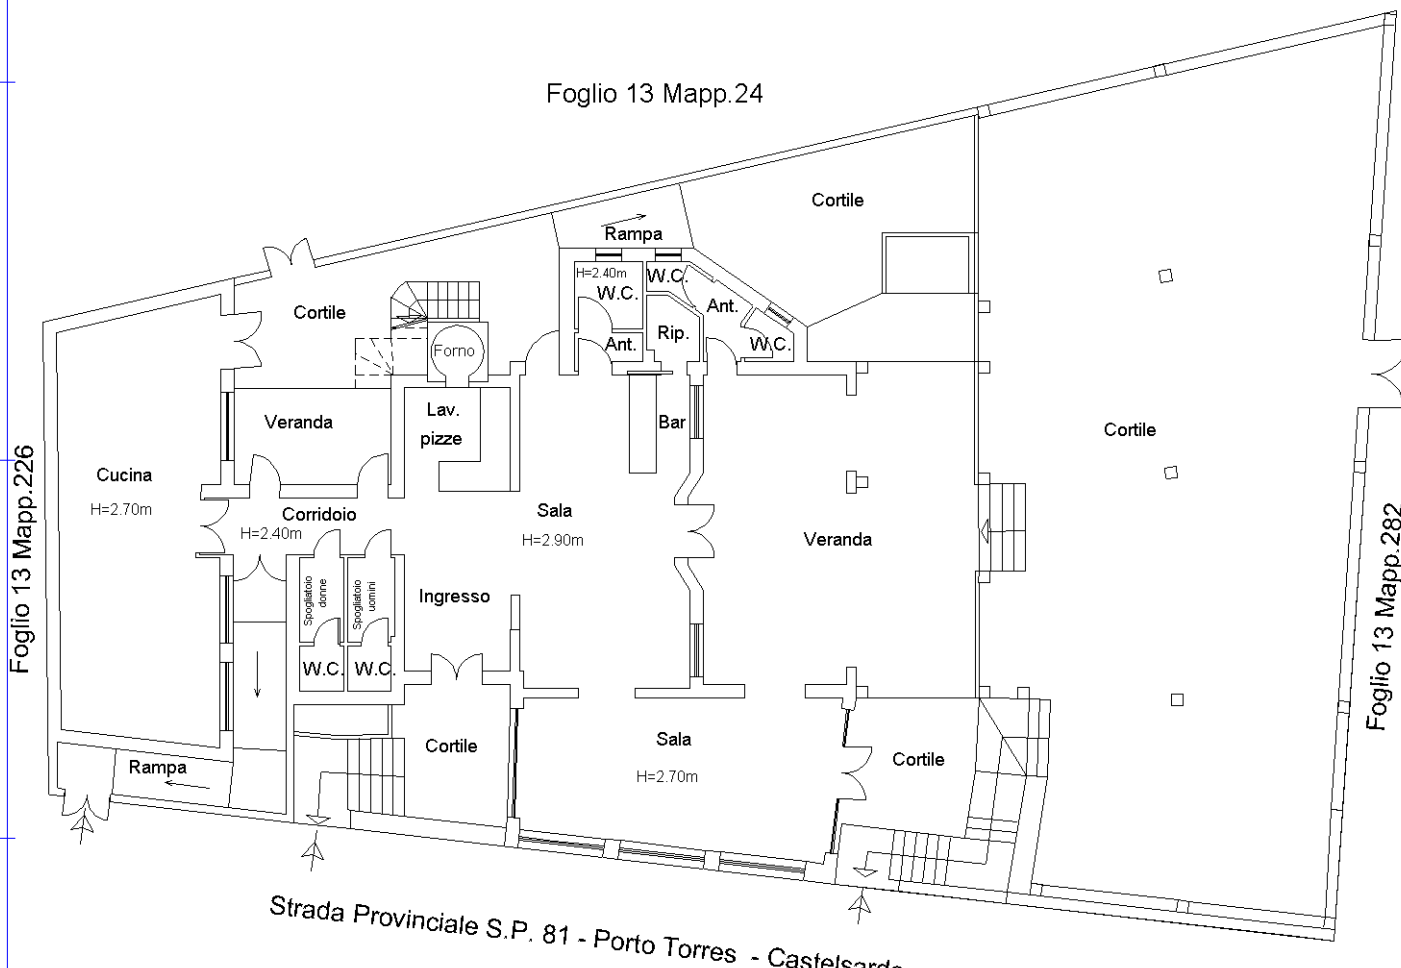 Foglio 13 Mapp.24
Cortile
Rampa
H=2.40m
W.C.
W.C.
Ant.
Cortile
Rip.
Ant.
W.C.
Forno
Lav.
pizze
Veranda
Bar
Cortile
Foglio 13 Mapp.226
Cucina
H=2.70m
Corridoio
H=2.40m
Sala
H=2.90m
Veranda
Spogliatoio
donne
Spogliatoio
uomini
Ingresso
W.C.
W.C.
Foglio 13 Mapp.282
Rampa
Cortile
Sala
H=2.70m
Cortile
Strada Provinciale S.P. 81 - Porto Torres - Castelsardo